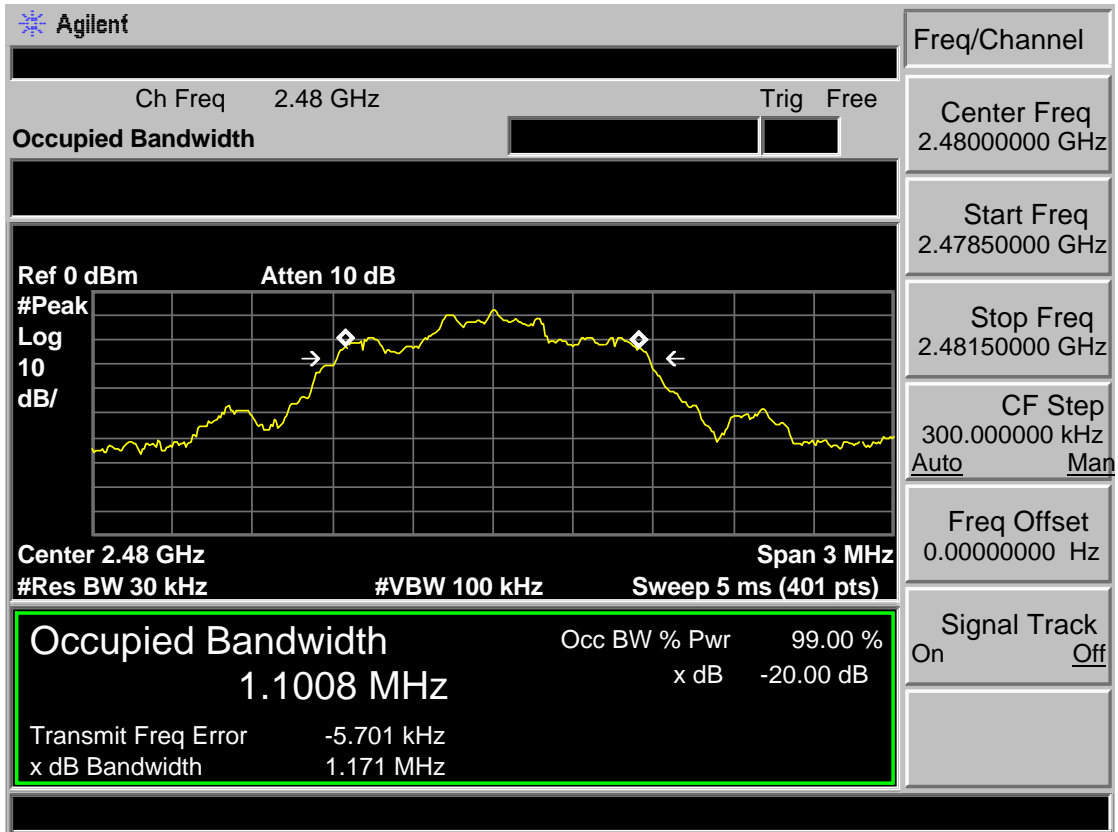 Agilent
Freq/Channel
Ch Freq 2.48 GHz Trig Free
Occupied Bandwidth
Center Freq
2.48000000 GHz
Start Freq
2.47850000 GHz
Stop Freq
2.48150000 GHz
CF Step
300.000000 kHz
Auto Man
Freq Offset
0.00000000 Hz
Signal Track
On Off
Ref 0 dBm Atten 10 dB
#Peak
Log
10
dB/
Center 2.48 GHz Span 3 MHz
#Res BW 30 kHz #VBW 100 kHz Sweep 5 ms (401 pts)
Occupied Bandwidth
1.1008 MHz
Occ BW % Pwr 99.00 %
x dB -20.00 dB
Transmit Freq Error -5.701 kHz
x dB Bandwidth 1.171 MHz